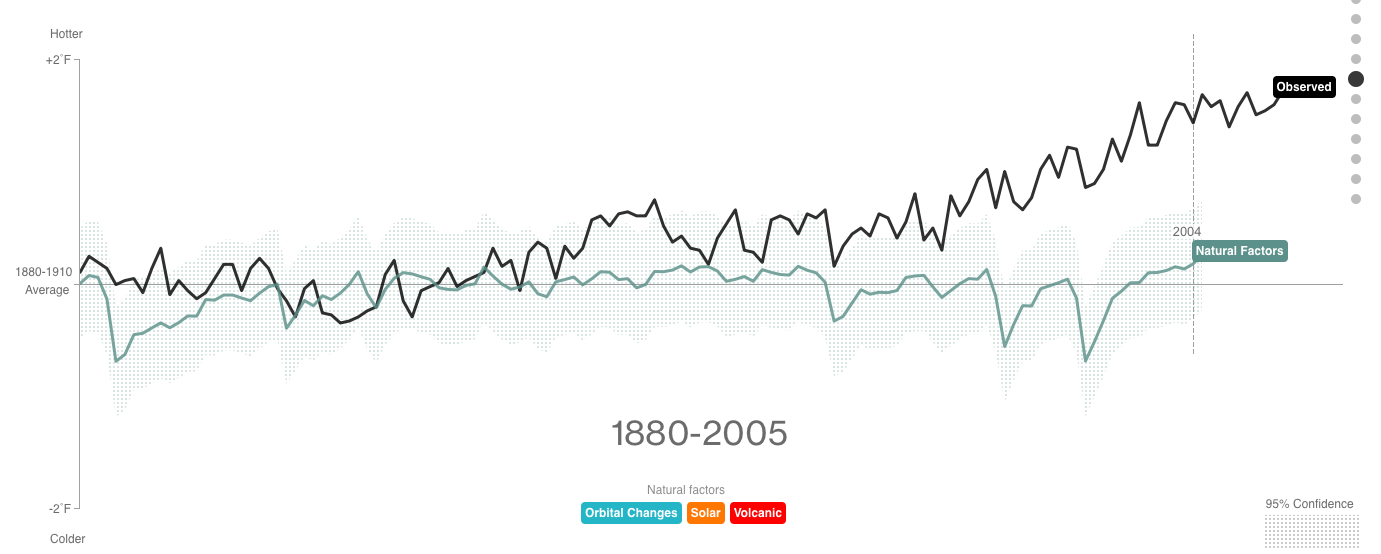 Hotter
+2°F
Observed
2004
Natural Factors
1880-1910
Average
1880-2005
Natural factors
Orbital Changes Solar Volcanic
95% Confidence
-2°F
Colder